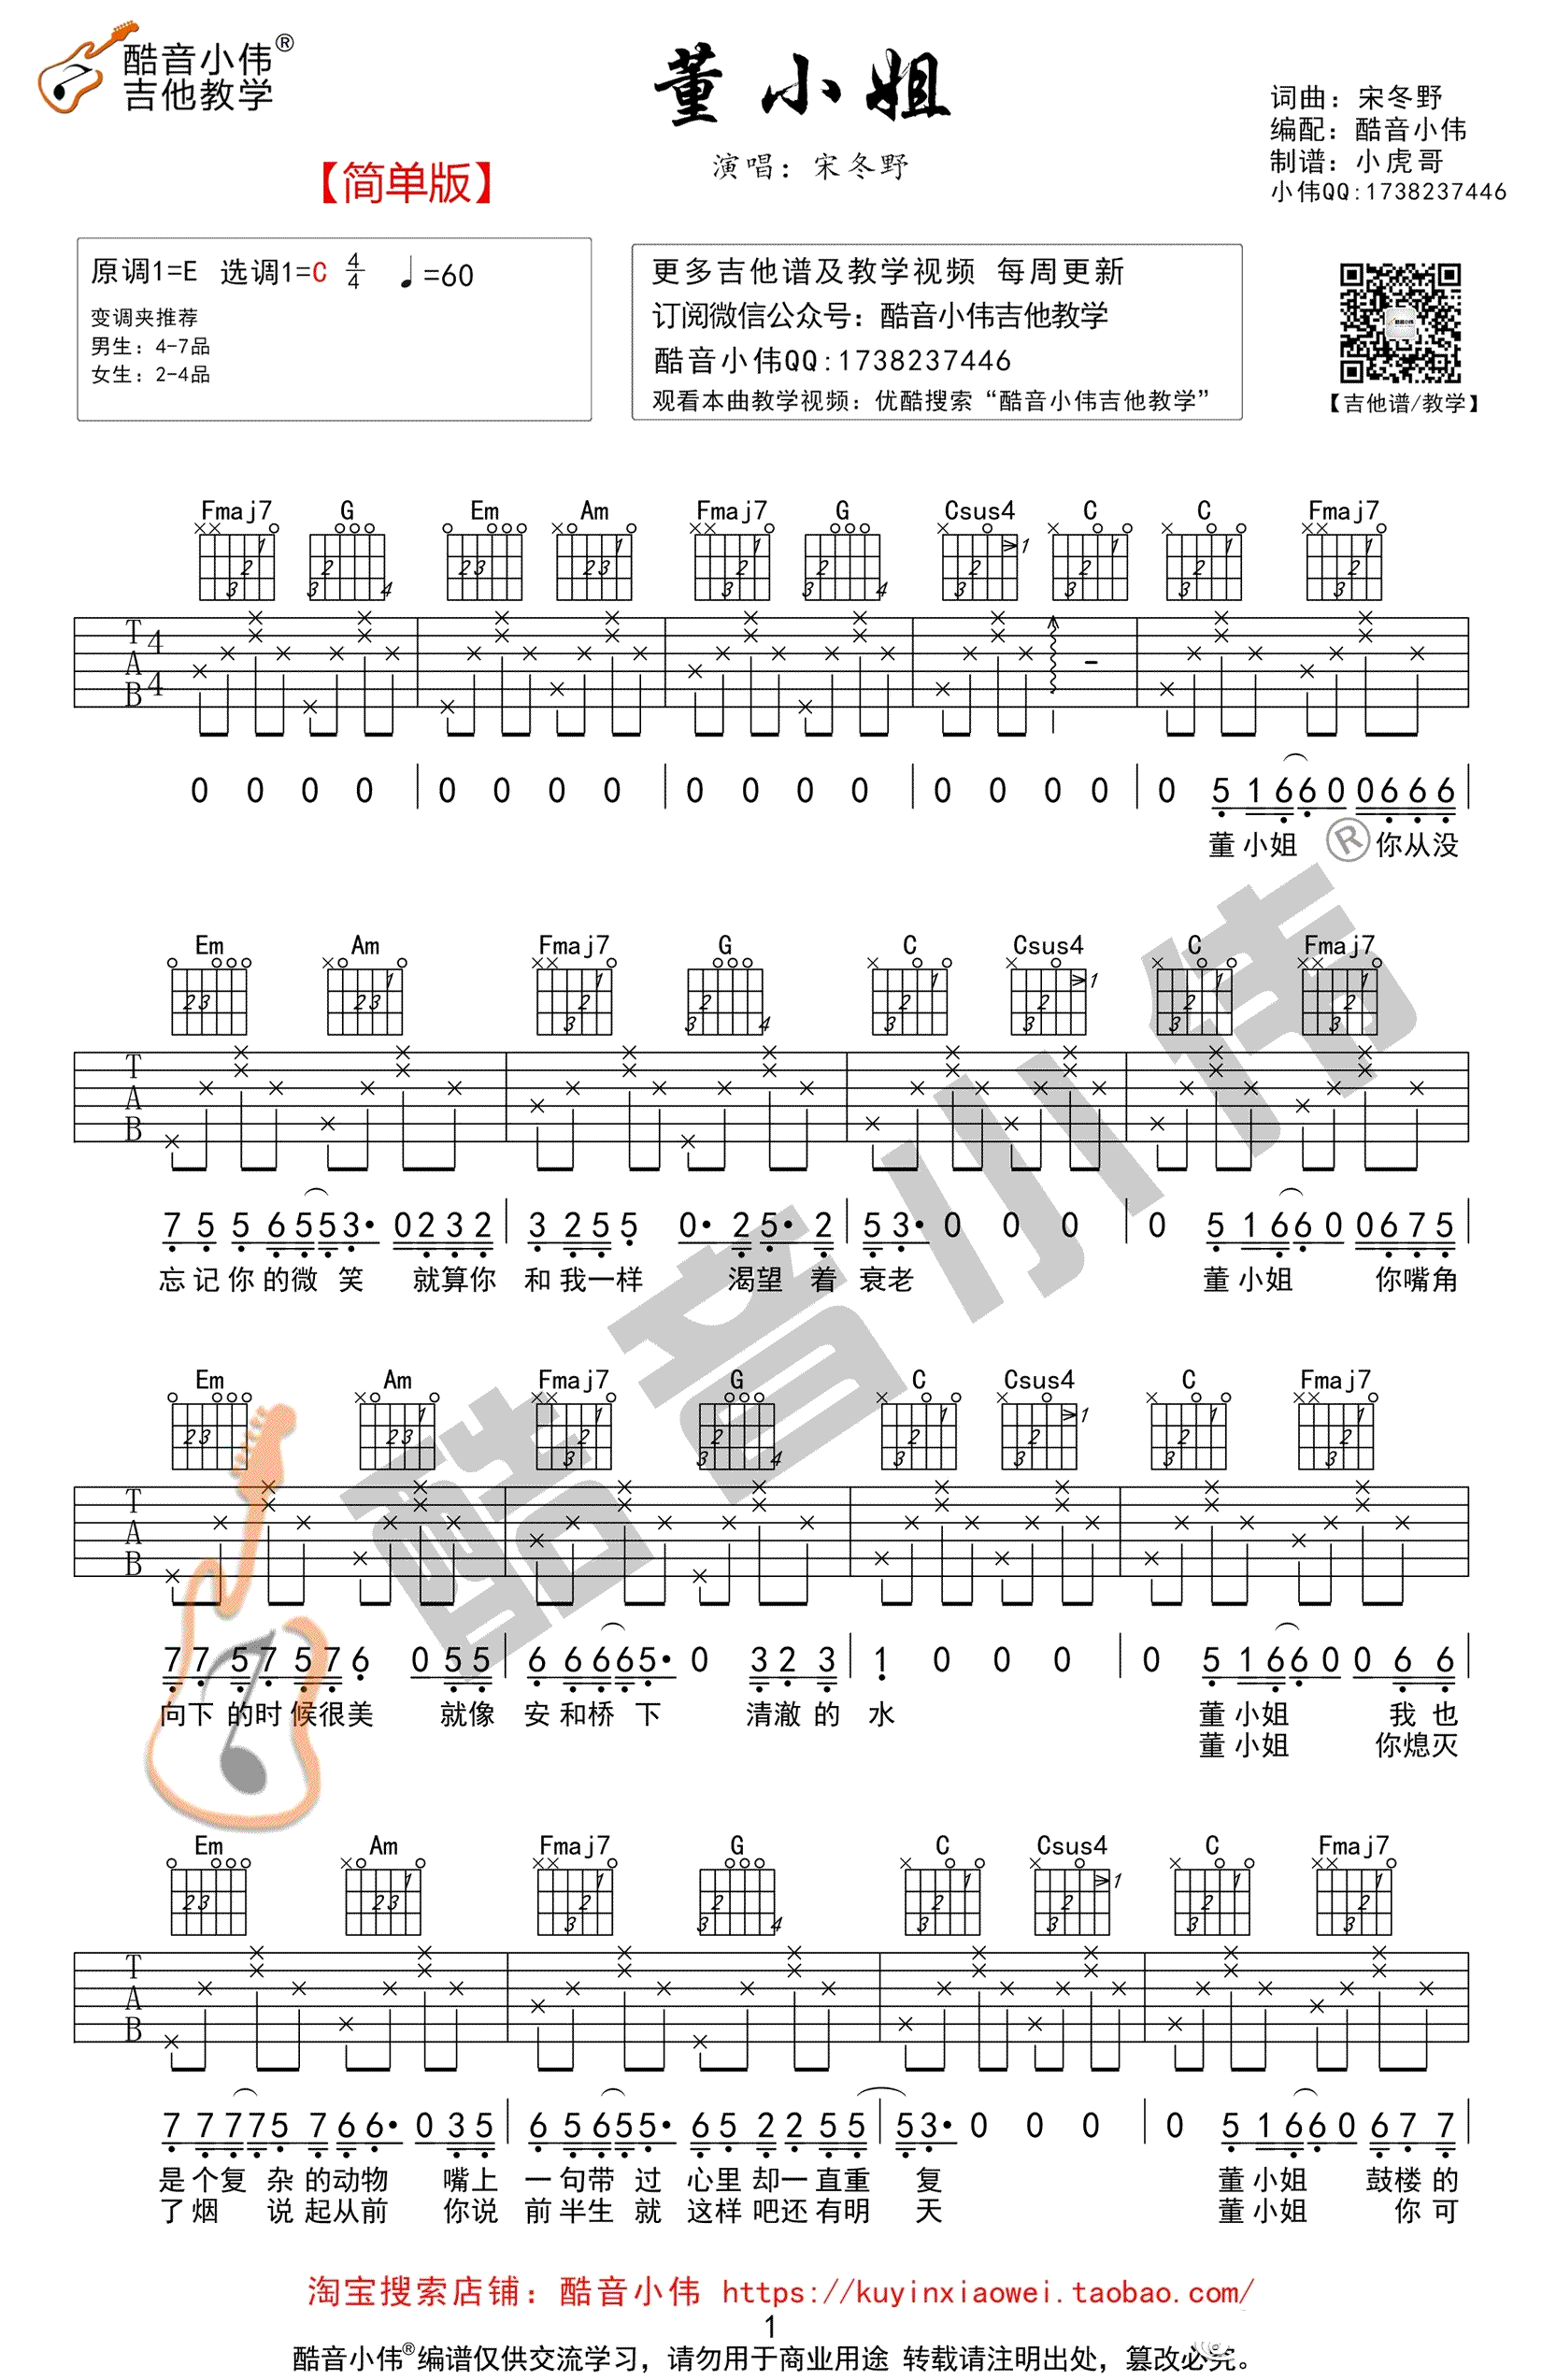 酷音小伟®
吉他教学
董小姐
【简单版】
演唱：宋冬野
词曲：宋冬野
编配：酷音小伟
制谱：小虎哥
小伟QQ:1738237446
原调1=E 选调1=C 4/4 ♩=60
变调夹推荐
男生：4-7品
女生：2-4品
更多吉他谱及教学视频 每周更新
订阅微信公众号：酷音小伟吉他教学
酷音小伟QQ:1738237446
观看本曲教学视频：优酷搜索“酷音小伟吉他教学”
酷音小伟
【吉他谱/教学】
Fmaj7 G Em Am Fmaj7 G Csus4 C C Fmaj7
T A B 4 4
0 0 0 0 | 0 0 0 0 | 0 0 0 0 | 0 0 0 0 | 0 5 1 6 6 0 0 6 6 6 |
董 小姐 你从没
Em Am Fmaj7 G C Csus4 C Fmaj7
T A B
7 5 5 6 5 5 3· 0 2 3 2 | 3 2 5 5 0· 2 5· 2 | 5 3· 0 0 0 | 0 5 1 6 6 0 0 6 7 5 |
忘记你的微 笑 就算你 和我一样 渴望 着 衰老 董 小姐 你嘴角
Em Am Fmaj7 G C Csus4 C Fmaj7
T A B
7 7 5 7 5 7 6 0 5 5 | 6 6 6 6 5· 0 3 2 3 | 1 0 0 0 | 0 5 1 6 6 0 0 6 6 |
向下 的时 候很美 就像 安 和桥 下 清澈 的 水 董 小姐 我 也
董 小姐 你熄灭
Em Am Fmaj7 G C Csus4 C Fmaj7
T A B
7 7 7 7 5 7 6 6· 0 3 5 | 6 5 6 5 5· 6 5 2 2 5 5 | 5 3· 0 0 0 | 0 5 1 6 6 0 6 7 7 |
是 个复 杂 的动物 嘴上 一 句带 过 心里 却一直重 复 董 小姐 鼓楼 的
了 烟 说 起从前 你说 前 半生 就 这样 吧还 有明 天 董 小姐 你 可
酷音小伟®
淘宝搜索店铺：酷音小伟 https://kuyinxiaowei.taobao.com/
1
酷音小伟®编谱仅供交流学习，请勿用于商业用途 转载请注明出处，篡改必究。